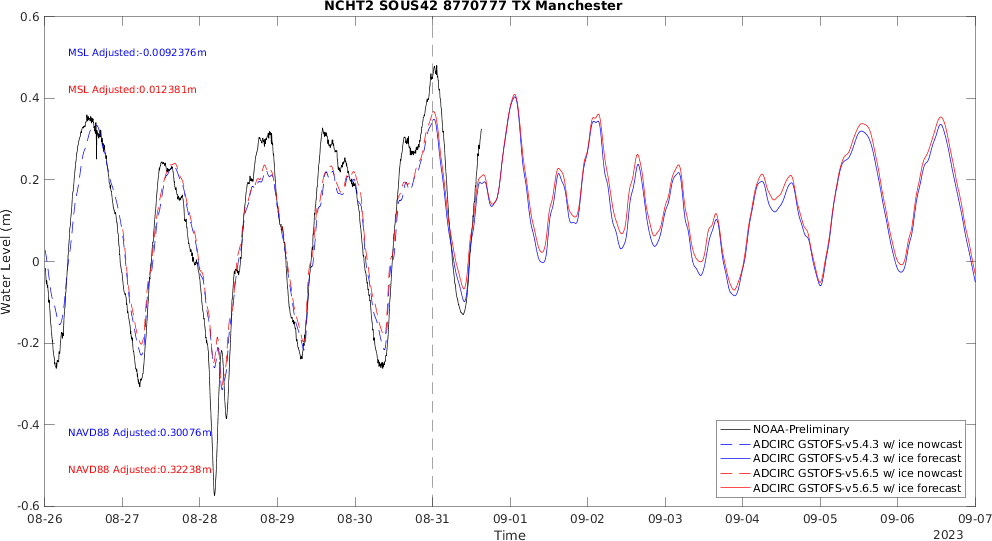 NCHT2 SOUS42 8770777 TX Manchester
0.6
MSL Adjusted:-0.0092376m
MSL Adjusted:0.012381m
0.4
0.2
Water Level (m)
0
-0.2
-0.4
NAVD88 Adjusted:0.30076m
NAVD88 Adjusted:0.32238m
NOAA-Preliminary
ADCIRC GSTOFS-v5.4.3 w/ ice nowcast
ADCIRC GSTOFS-v5.4.3 w/ ice forecast
ADCIRC GSTOFS-v5.6.5 w/ ice nowcast
ADCIRC GSTOFS-v5.6.5 w/ ice forecast
-0.6
08-26 08-27 08-28 08-29 08-30 08-31 09-01 09-02 09-03 09-04 09-05 09-06 09-07
Time
2023